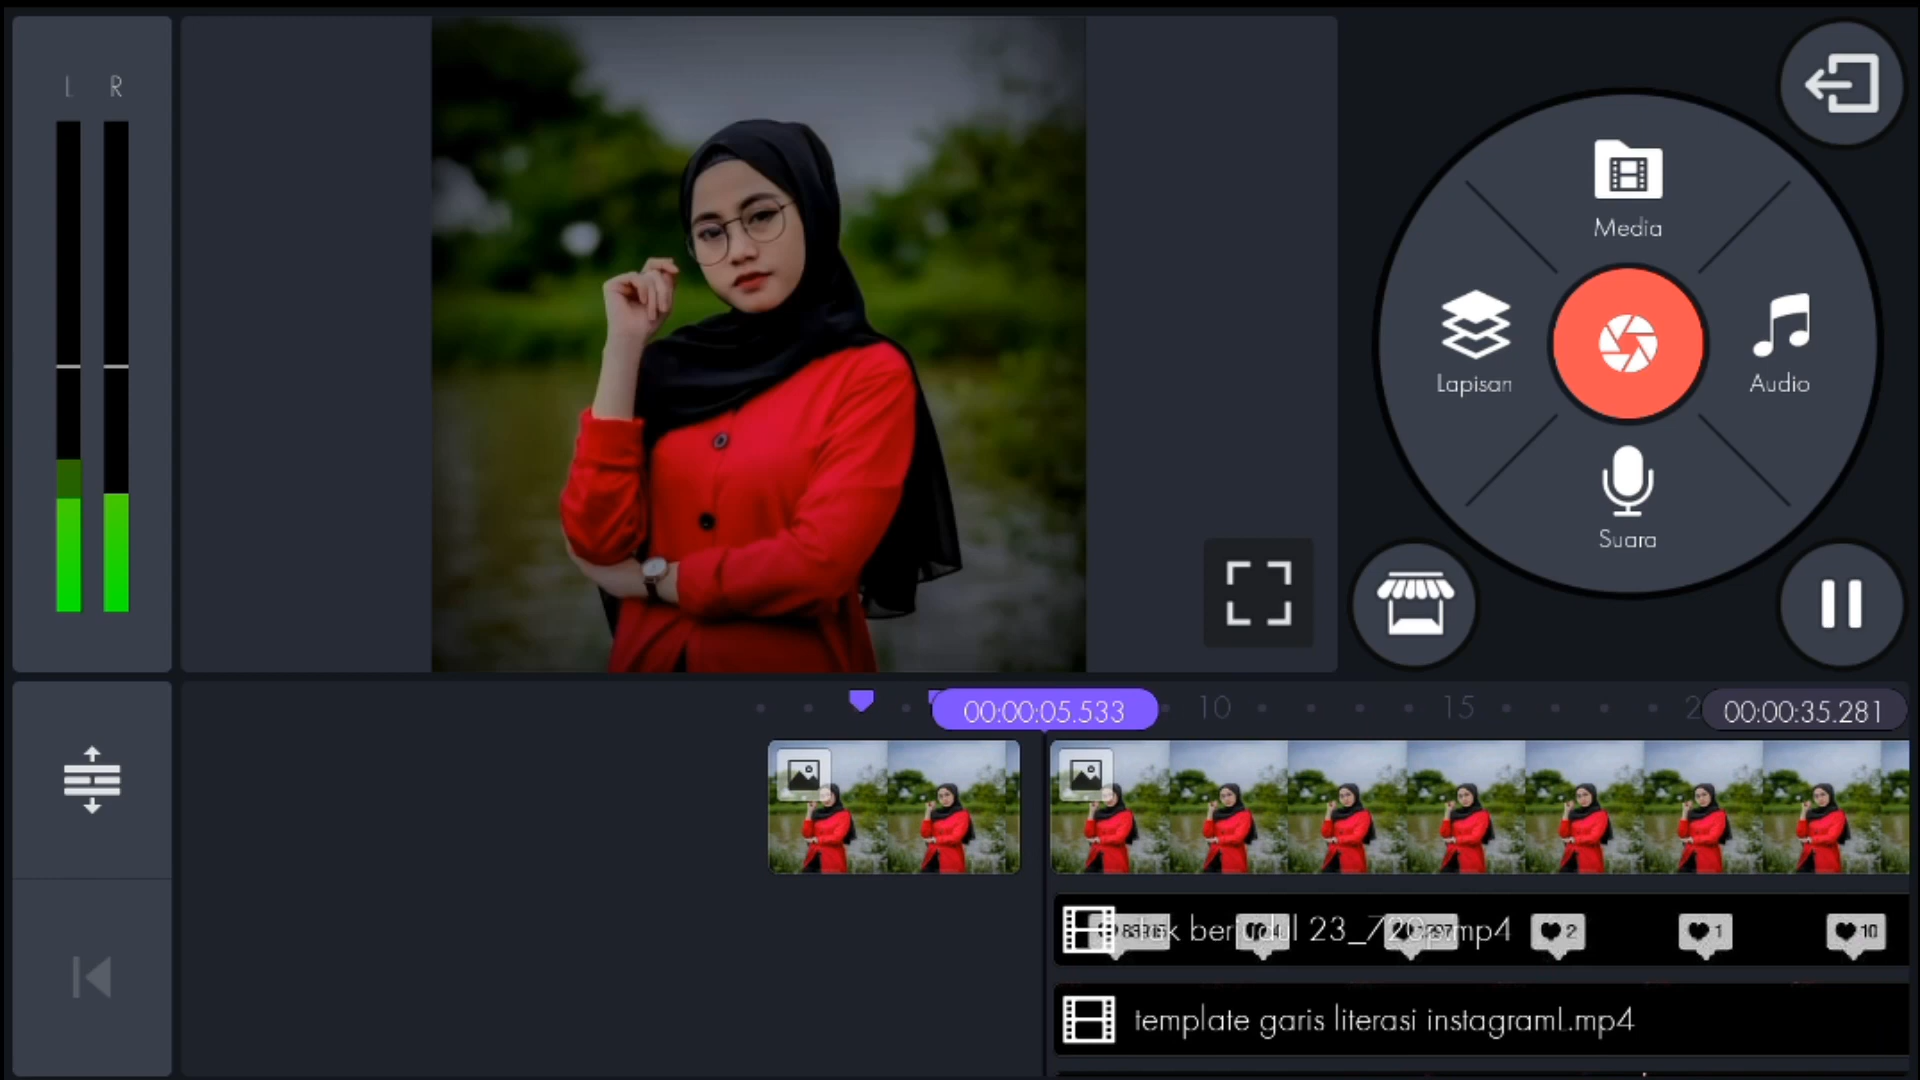 L R
Media
Lapisan
Audio
Suara
00:00:05.533
10
15
00:00:35.281
23_720p.mp4
2
1
10
template garis literasi instagramL.mp4